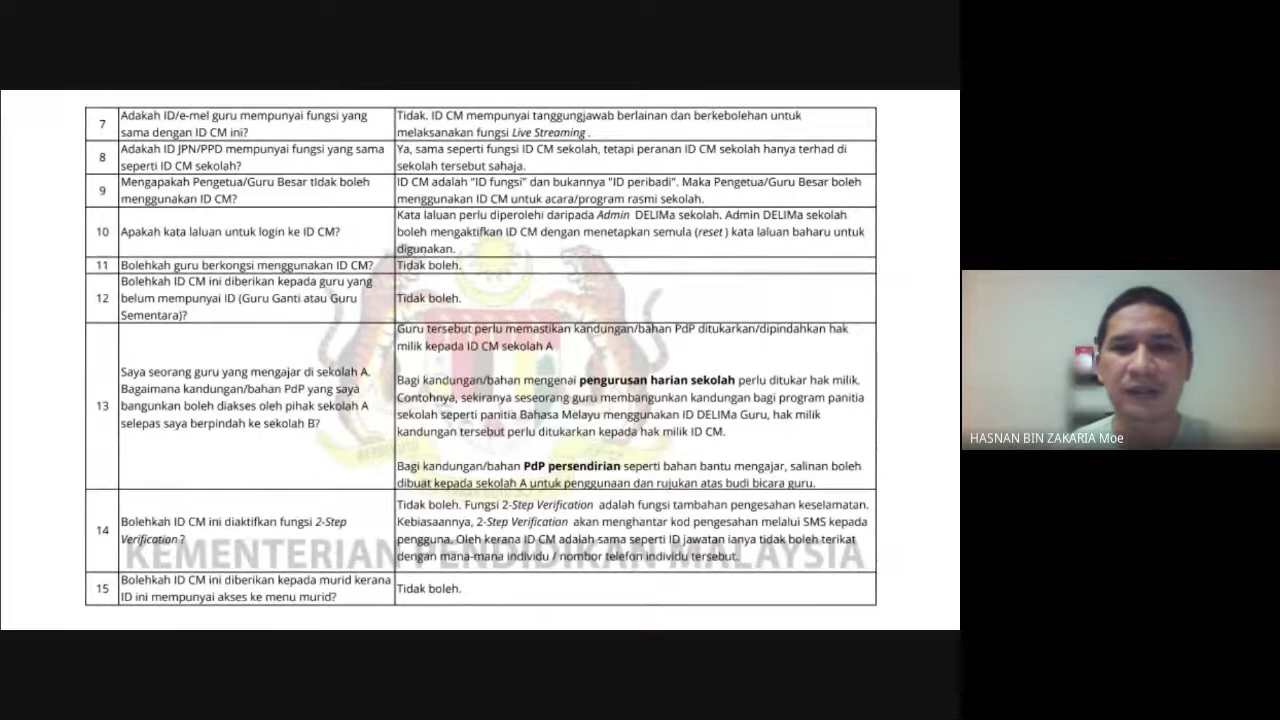 7
Adakah ID/e-mel guru mempunyai fungsi yang
sama dengan ID CM ini?
Tidak. ID CM mempunyai tanggungjawab berlainan dan berkebolehan untuk
melaksanakan fungsi Live Streaming .
8
Adakah ID JPN/PPD mempunyai fungsi yang sama
seperti ID CM sekolah?
Ya, sama seperti fungsi ID CM sekolah, tetapi peranan ID CM sekolah hanya terhad di
sekolah tersebut sahaja.
9
Mengapakah Pengetua/Guru Besar tIdak boleh
menggunakan ID CM?
ID CM adalah "ID fungsi" dan bukannya "ID peribadi". Maka Pengetua/Guru Besar boleh
menggunakan ID CM untuk acara/program rasmi sekolah.
10
Apakah kata laluan untuk login ke ID CM?
Kata laluan perlu diperolehi daripada Admin DELIMa sekolah. Admin DELIMa sekolah
boleh mengaktifkan ID CM dengan menetapkan semula (reset ) kata laluan baharu untuk
digunakan.
11
Bolehkah guru berkongsi menggunakan ID CM?
Tidak boleh.
12
Bolehkah ID CM ini diberikan kepada guru yang
belum mempunyai ID (Guru Ganti atau Guru
Sementara)?
Tidak boleh.
13
Saya seorang guru yang mengajar di sekolah A.
Bagaimana kandungan/bahan PdP yang saya
bangunkan boleh diakses oleh pihak sekolah A
selepas saya berpindah ke sekolah B?
Guru tersebut perlu memastikan kandungan/bahan PdP ditukarkan/dipindahkan hak
milik kepada ID CM sekolah A
Bagi kandungan/bahan mengenai pengurusan harian sekolah perlu ditukar hak milik.
Contohnya, sekiranya seseorang guru membangunkan kandungan bagi program panitia
sekolah seperti panitia Bahasa Melayu menggunakan ID DELIMa Guru, hak milik
kandungan tersebut perlu ditukarkan kepada hak milik ID CM.
Bagi kandungan/bahan PdP persendirian seperti bahan bantu mengajar, salinan boleh
dibuat kepada sekolah A untuk penggunaan dan rujukan atas budi bicara guru.
14
Bolehkah ID CM ini diaktifkan fungsi 2-Step
Verification ?
Tidak boleh. Fungsi 2-Step Verification adalah fungsi tambahan pengesahan keselamatan.
Kebiasaannya, 2-Step Verification akan menghantar kod pengesahan melalui SMS kepada
pengguna. Oleh kerana ID CM adalah sama seperti ID jawatan ianya tidak boleh terikat
dengan mana-mana individu / nombor telefon individu tersebut.
15
Bolehkah ID CM ini diberikan kepada murid kerana
ID ini mempunyai akses ke menu murid?
Tidak boleh.
KEMENTERIAN PENDIDIKAN MALAYSIA
HASNAN BIN ZAKARIA Moe